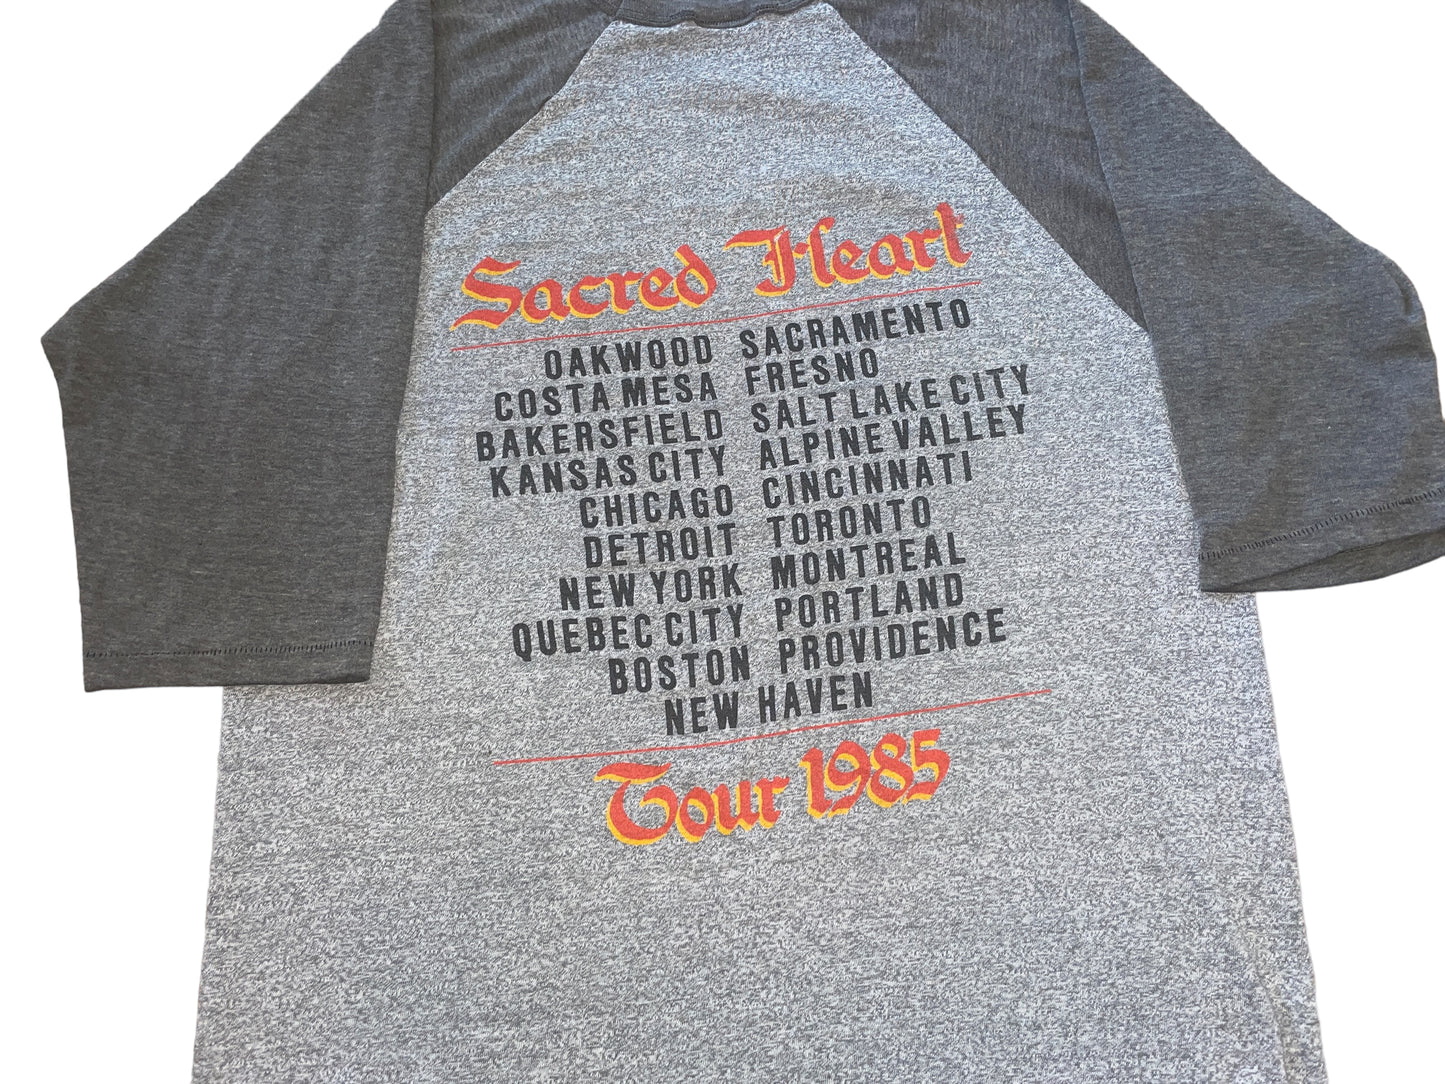 Sacred Heart
OAKWOOD SACRAMENTO
COSTA MESA FRESNO
BAKERSFIELD SALT LAKE CITY
KANSAS CITY ALPINE VALLEY
CHICAGO CINCINNATI
DETROIT TORONTO
NEW YORK MONTREAL
QUEBEC CITY PORTLAND
BOSTON PROVIDENCE
NEW HAVEN
Tour 1985